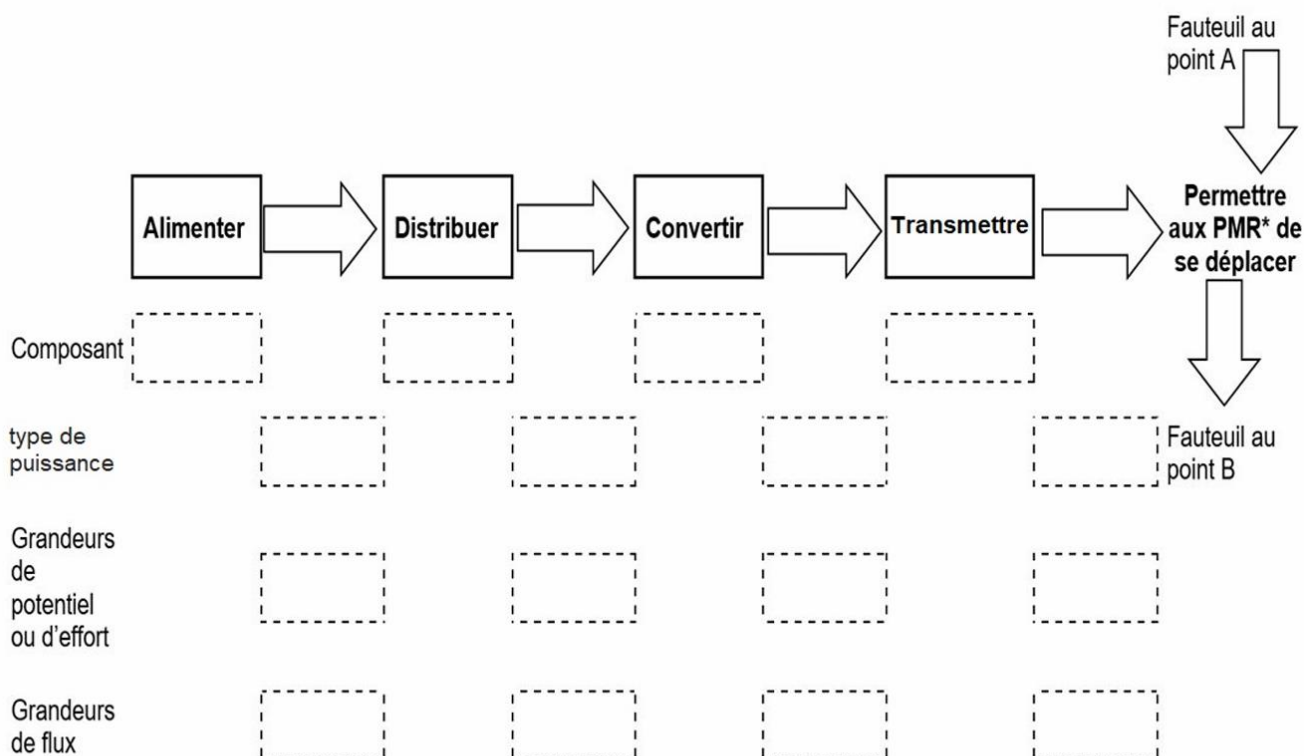 Fauteuil au
point A
Alimenter
Distribuer
Convertir
Transmettre
Permettre
aux PMR* de
se déplacer
Composant
type de
puissance
Fauteuil au
point B
Grandeurs
de
potentiel
ou d'effort
Grandeurs
de flux